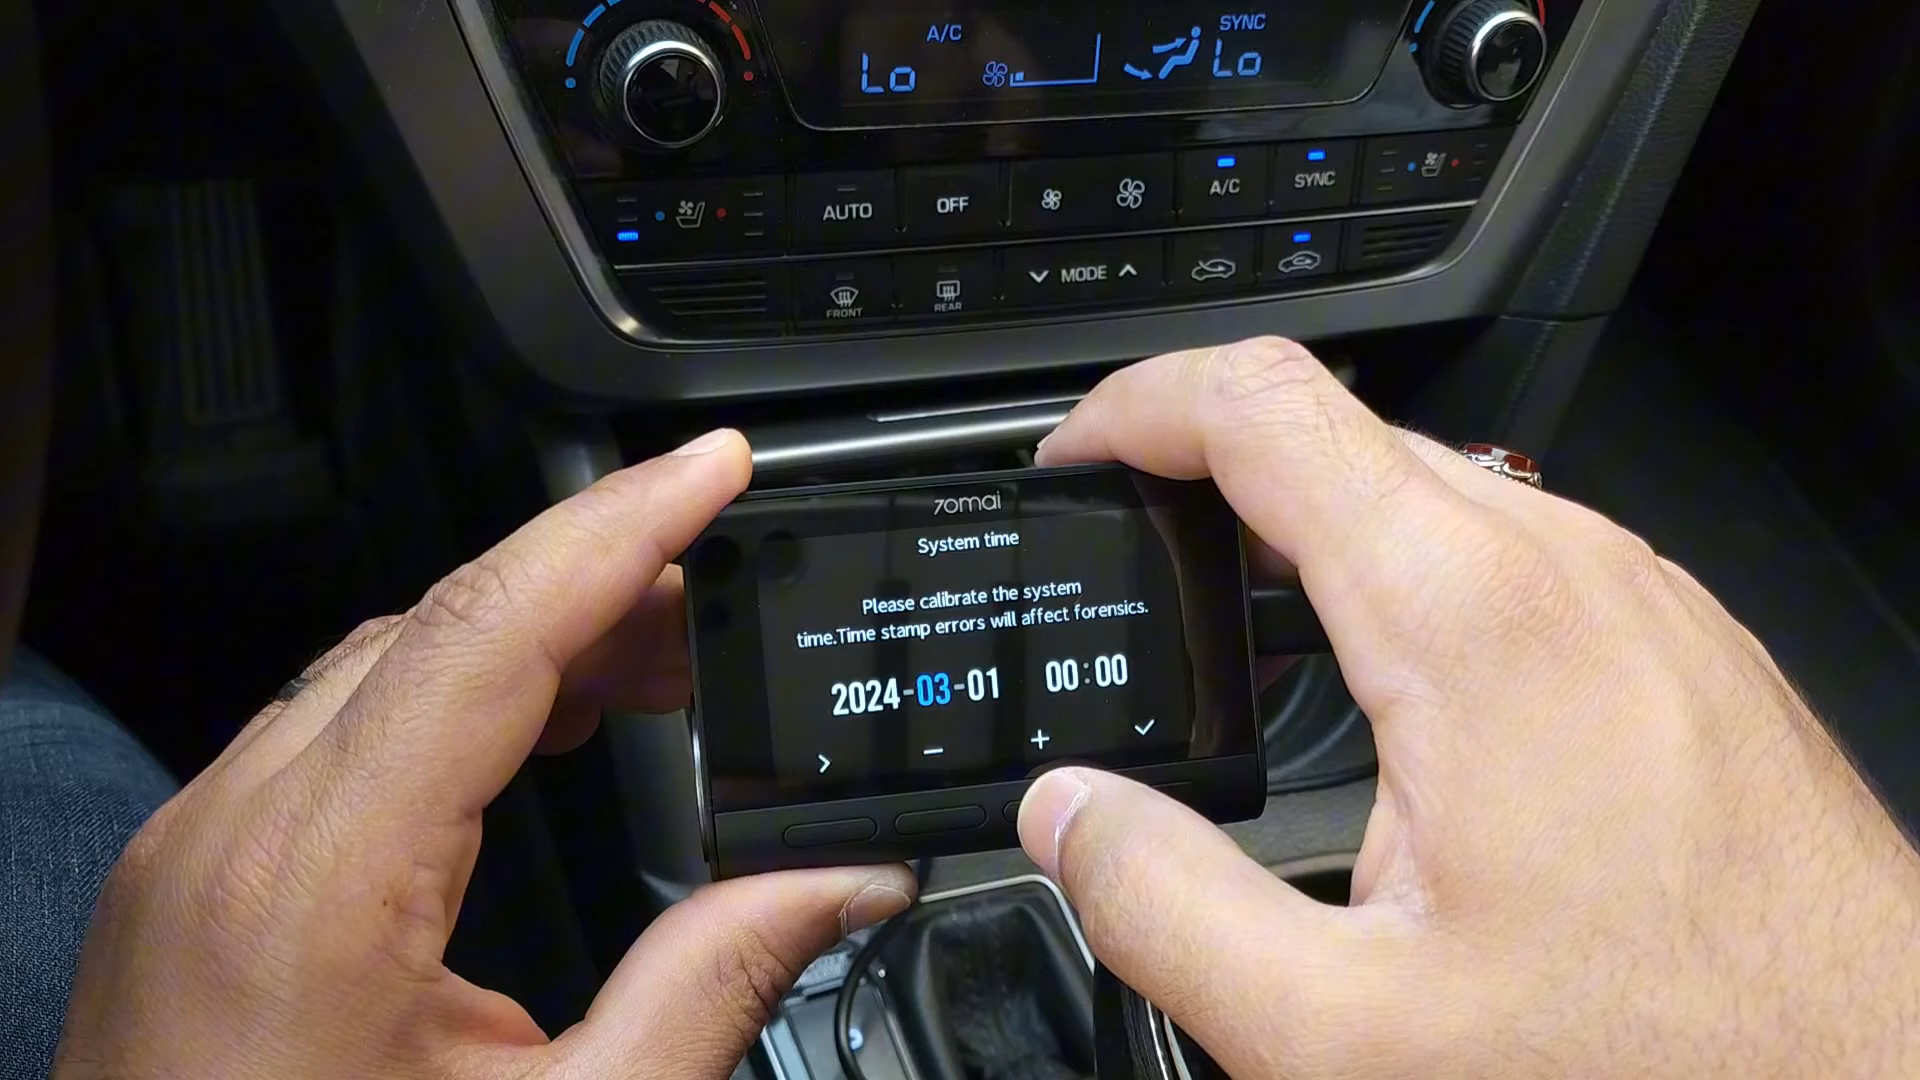 A/C
SYNC
Lo
Lo
AUTO
OFF
A/C
SYNC
FRONT
REAR
MODE
70mai
System time
Please calibrate the system
time.Time stamp errors will affect forensics.
2024-03-01 00:00